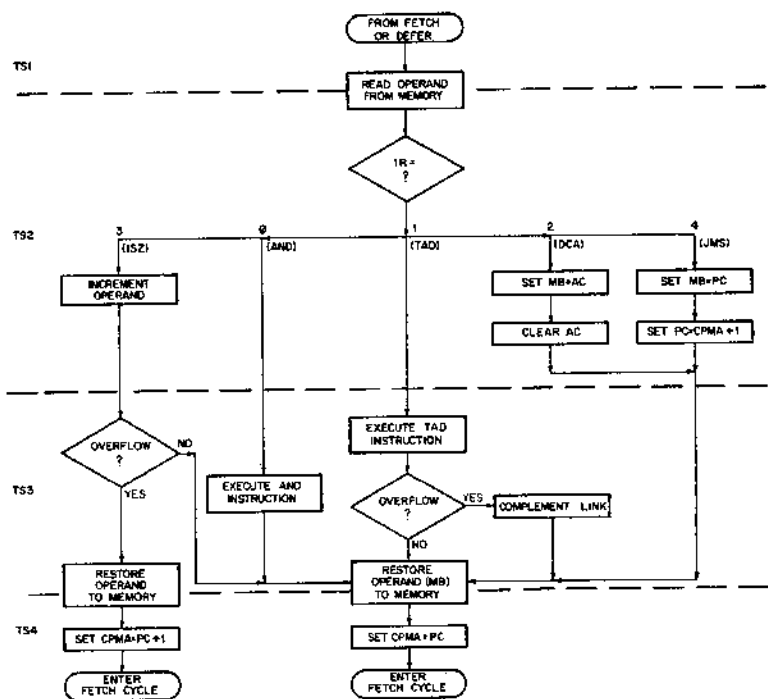 FROM FETCH
OR DEFER
TS1
READ OPERAND
FROM MEMORY
IR=
?
TS2
3
(ISZ)
0
(AND)
1
(TAD)
2
(DCA)
4
(JMS)
INCREMENT
OPERAND
SET MB=AC
SET MB=PC
CLEAR AC
SET PC=CPMA+1
EXECUTE TAD
INSTRUCTION
OVERFLOW
?
NO
YES
TS3
EXECUTE AND
INSTRUCTION
OVERFLOW
?
YES
NO
COMPLEMENT LINK
RESTORE
OPERAND
TO MEMORY
RESTORE
OPERAND (MB)
TO MEMORY
TS4
SET CPMA=PC+1
SET CPMA=PC
ENTER
FETCH CYCLE
ENTER
FETCH CYCLE